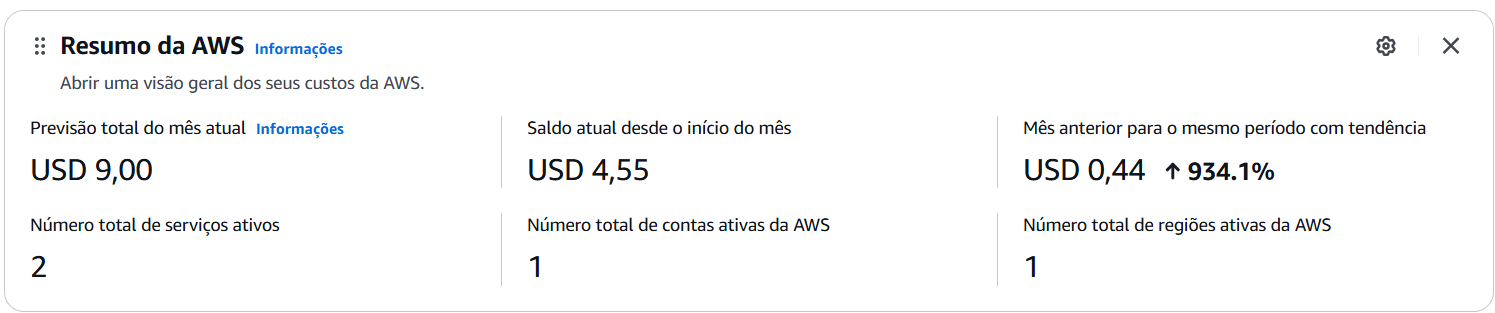 Resumo da AWS Informações
Abrir uma visão geral dos seus custos da AWS.
Previsão total do mês atual Informações
USD 9,00
Saldo atual desde o início do mês
USD 4,55
Mês anterior para o mesmo período com tendência
USD 0,44 ↑ 934.1%
Número total de serviços ativos
2
Número total de contas ativas da AWS
1
Número total de regiões ativas da AWS
1